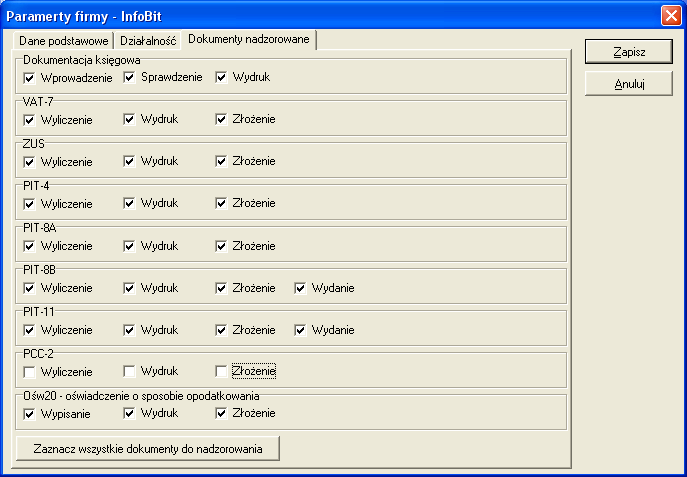 Paramerty firmy - InfoBit
Dane podstawowe Działalność Dokumenty nadzorowane
Zapisz
Anuluj
Dokumentacja księgowa
Wprowadzenie Sprawdzenie Wydruk
VAT-7
Wyliczenie Wydruk Złożenie
ZUS
Wyliczenie Wydruk Złożenie
PIT-4
Wyliczenie Wydruk Złożenie
PIT-8A
Wyliczenie Wydruk Złożenie
PIT-8B
Wyliczenie Wydruk Złożenie Wydanie
PIT-11
Wyliczenie Wydruk Złożenie Wydanie
PCC-2
Wyliczenie Wydruk Złożenie
Ośw20 - oświadczenie o sposobie opodatkowania
Wypisanie Wydruk Złożenie
Zaznacz wszystkie dokumenty do nadzorowania